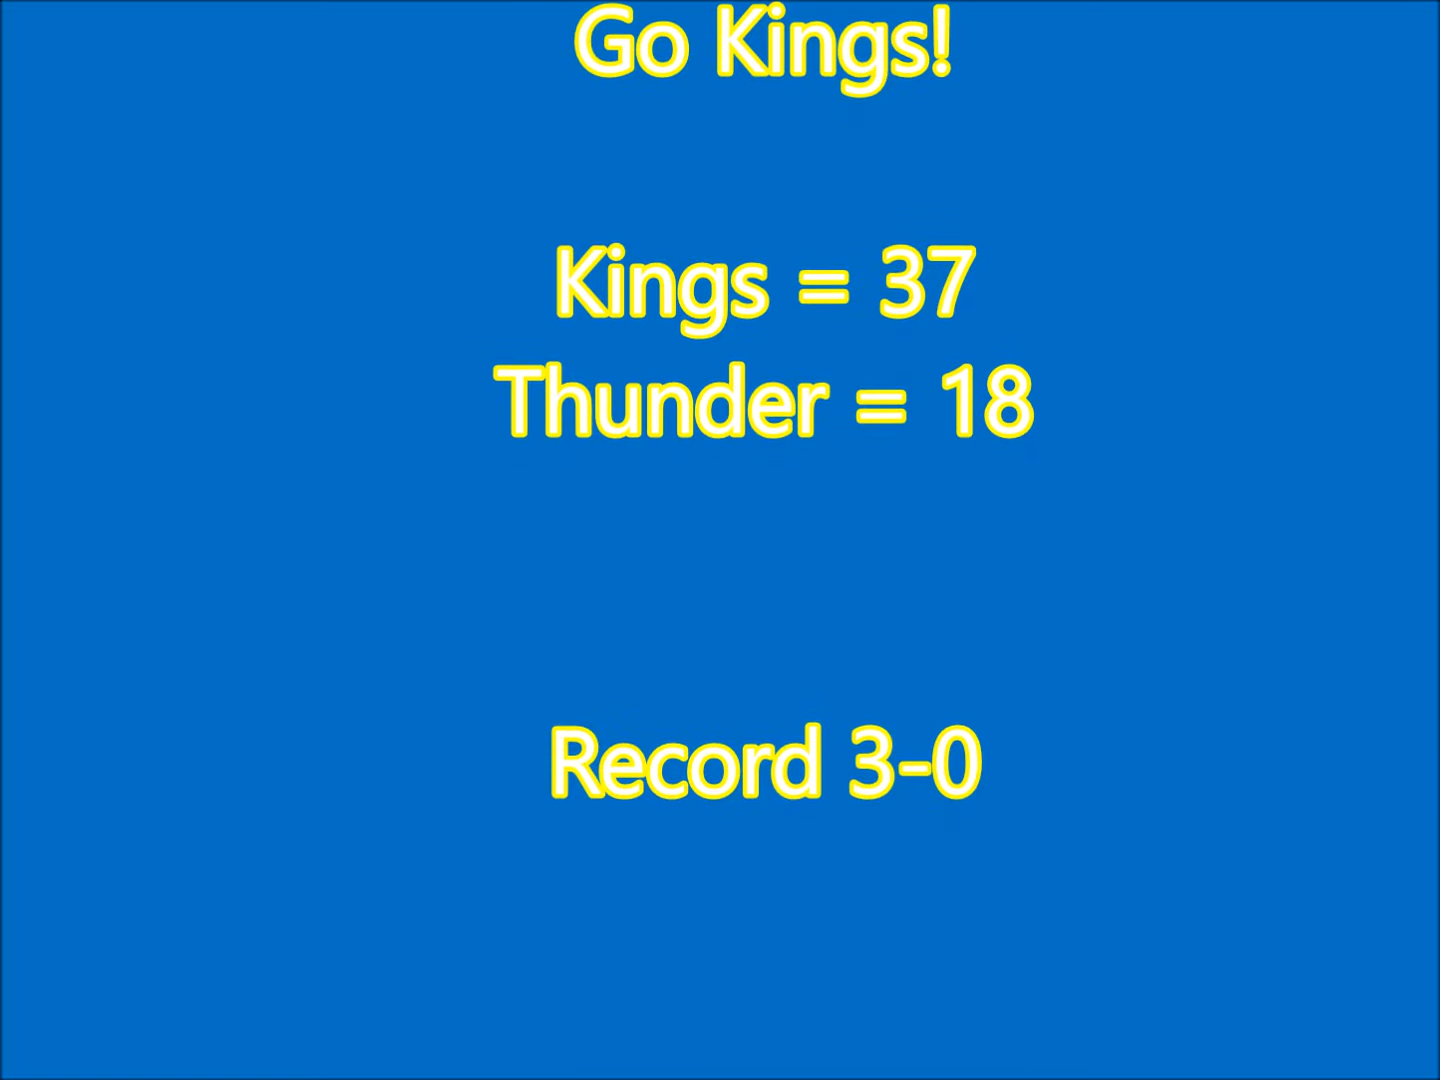 Go Kings!
Kings = 37
Thunder = 18
Record 3-0